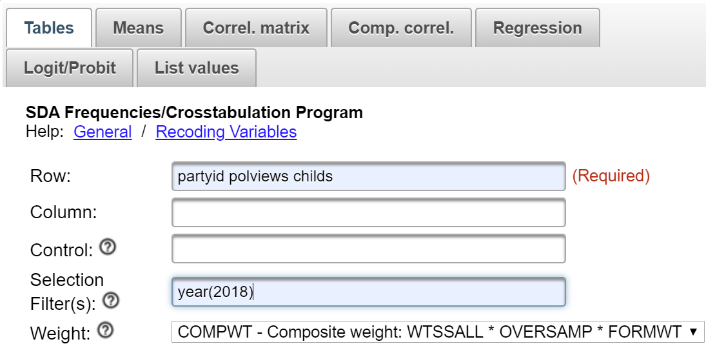 Tables Means Correl. matrix Comp. correl. Regression
Logit/Probit List values
SDA Frequencies/Crosstabulation Program
Help: General / Recoding Variables
Row: partyid polviews childs (Required)
Column:
Control: ?
Selection
Filter(s): ? year(2018)
Weight: ? COMPWT - Composite weight: WTSSALL * OVERSAMP * FORMWT